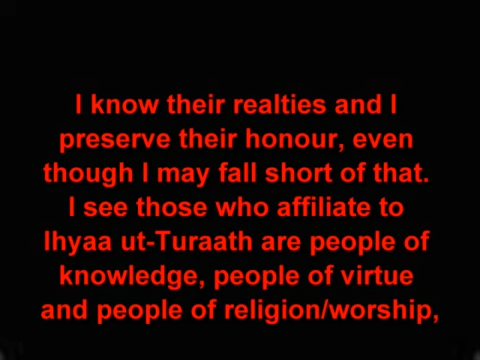 I know their realties and I
preserve their honour, even
though I may fall short of that.
I see those who affiliate to
Ihyaa ut-Turaath are people of
knowledge, people of virtue
and people of religion/worship,